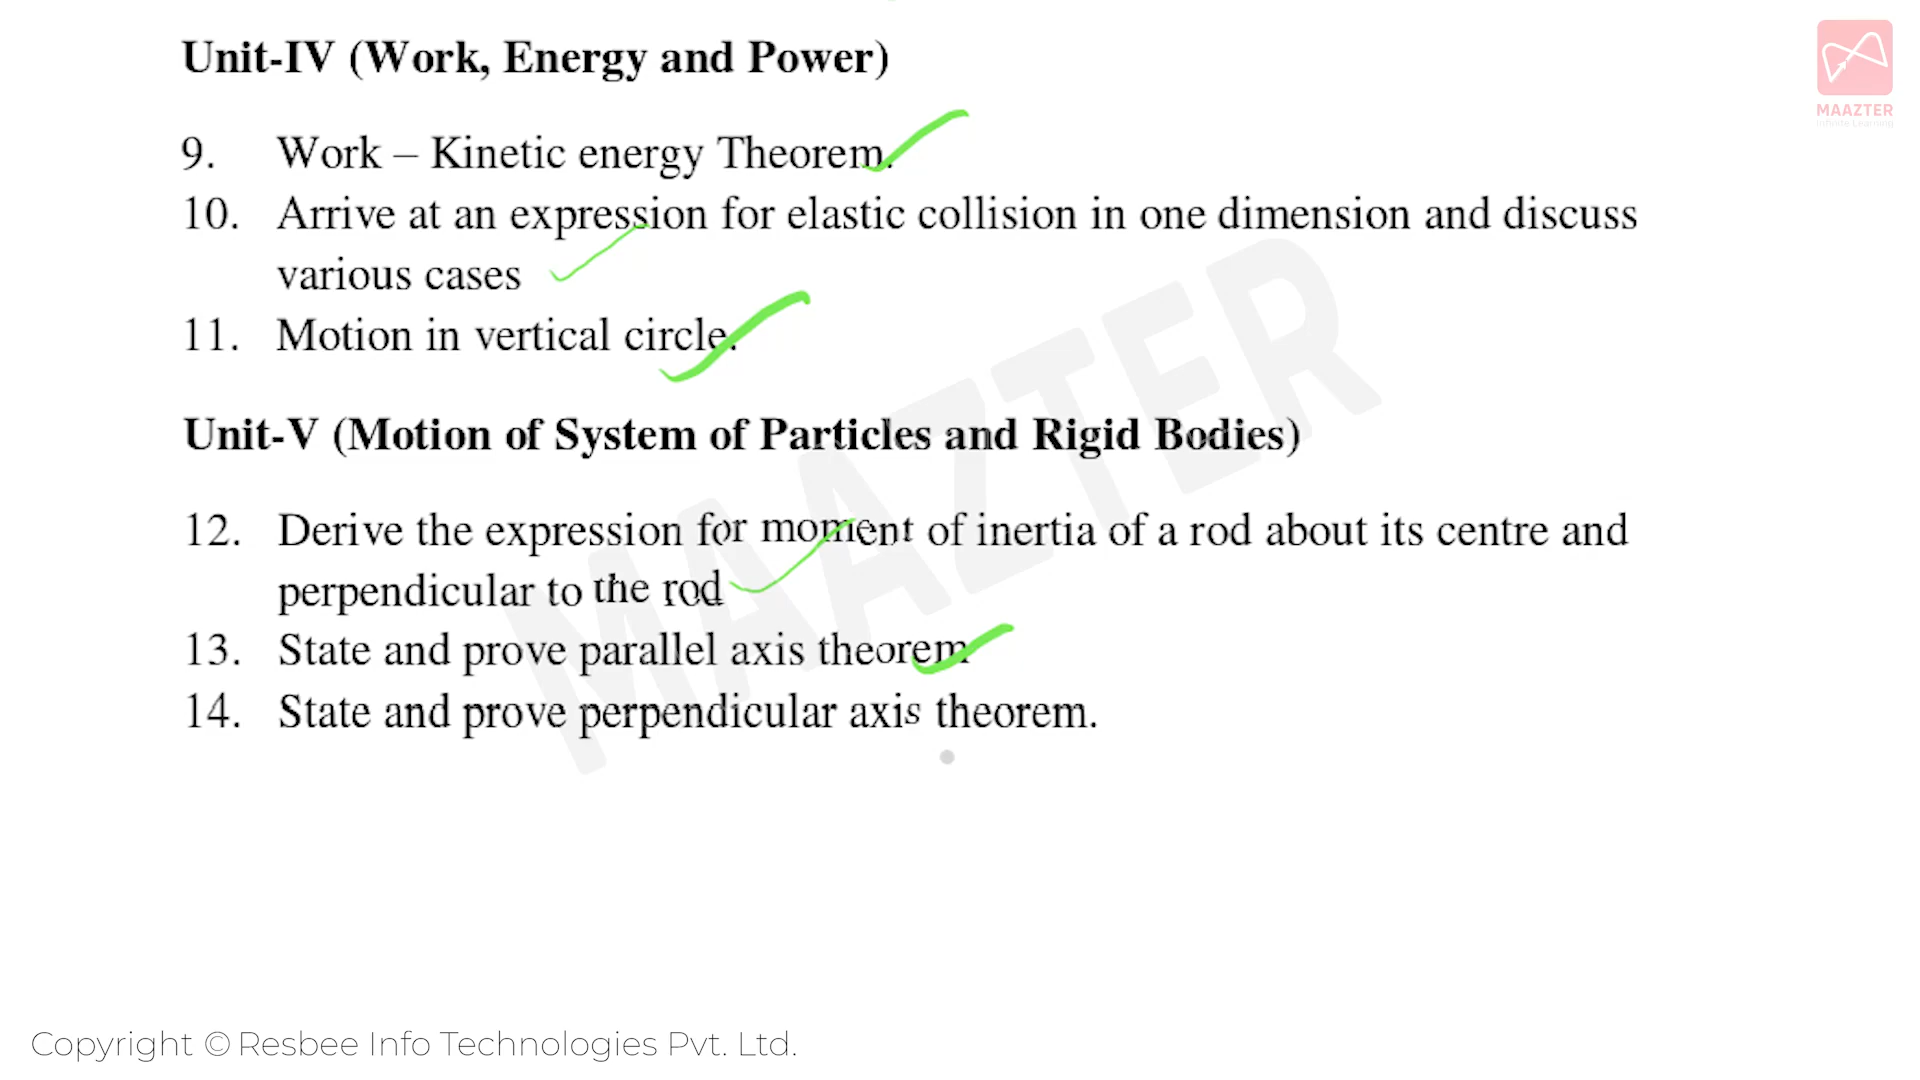 Unit-IV (Work, Energy and Power)
MAAZTER
Infinite Learning
9. Work – Kinetic energy Theorem.
10. Arrive at an expression for elastic collision in one dimension and discuss
various cases
11. Motion in vertical circle.
Unit-V (Motion of System of Particles and Rigid Bodies)
12. Derive the expression for moment of inertia of a rod about its centre and
perpendicular to the rod
13. State and prove parallel axis theorem
14. State and prove perpendicular axis theorem.
MAAZTER
Copyright © Resbee Info Technologies Pvt. Ltd.